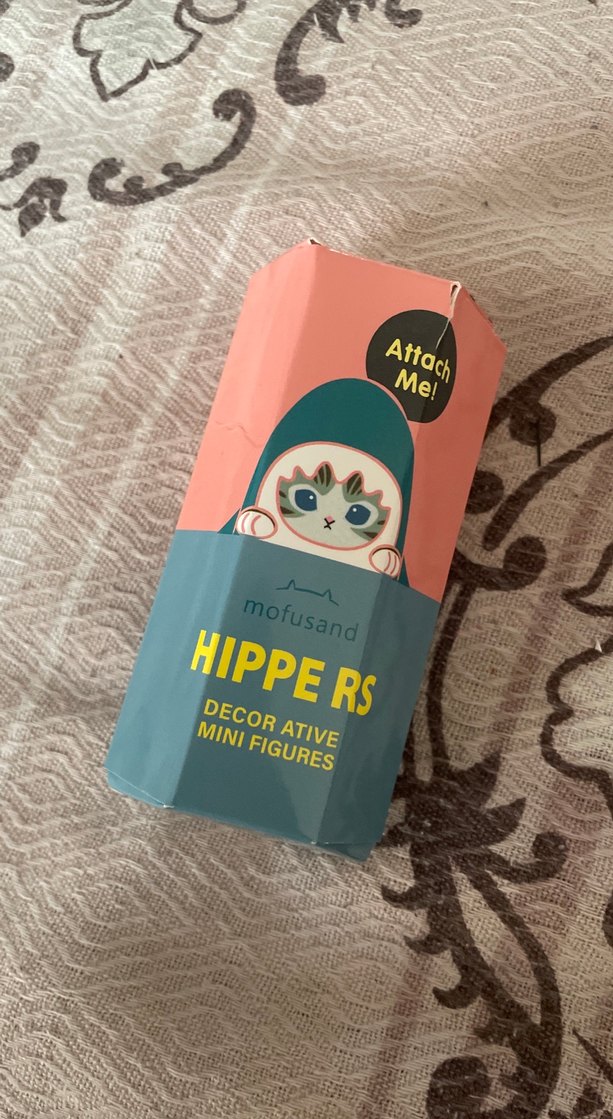 Attach
Me!
mofusand
HIPPE RS
DECOR ATIVE
MINI FIGURES